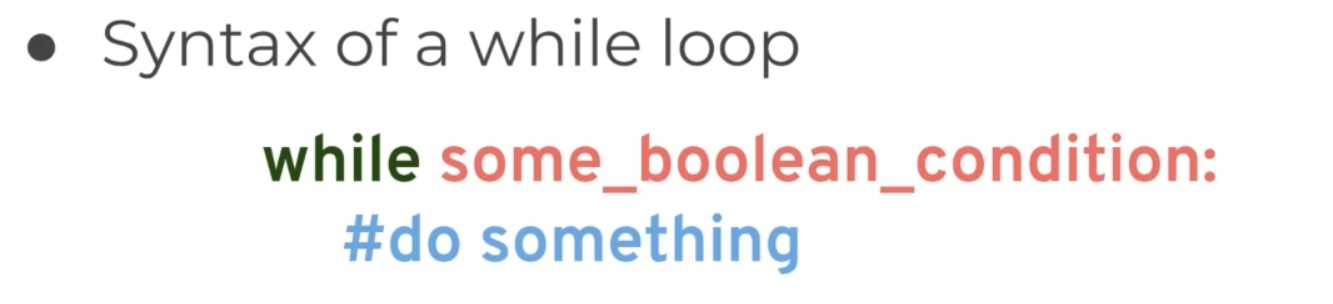 ● Syntax of a while loop
while some_boolean_condition:
#do something